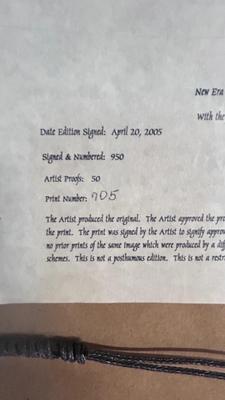 New Era
With the
Date Edition Signed: April 20, 2005
Signed & Numbered: 950
Artist Proofs: 50
Print Number: 705
The Artist produced the original. The Artist approved the
the print. The print was signed by the Artist to signify
no prior prints of the same image which were produced by a
schemes. This is not a posthumous edition. This is not a